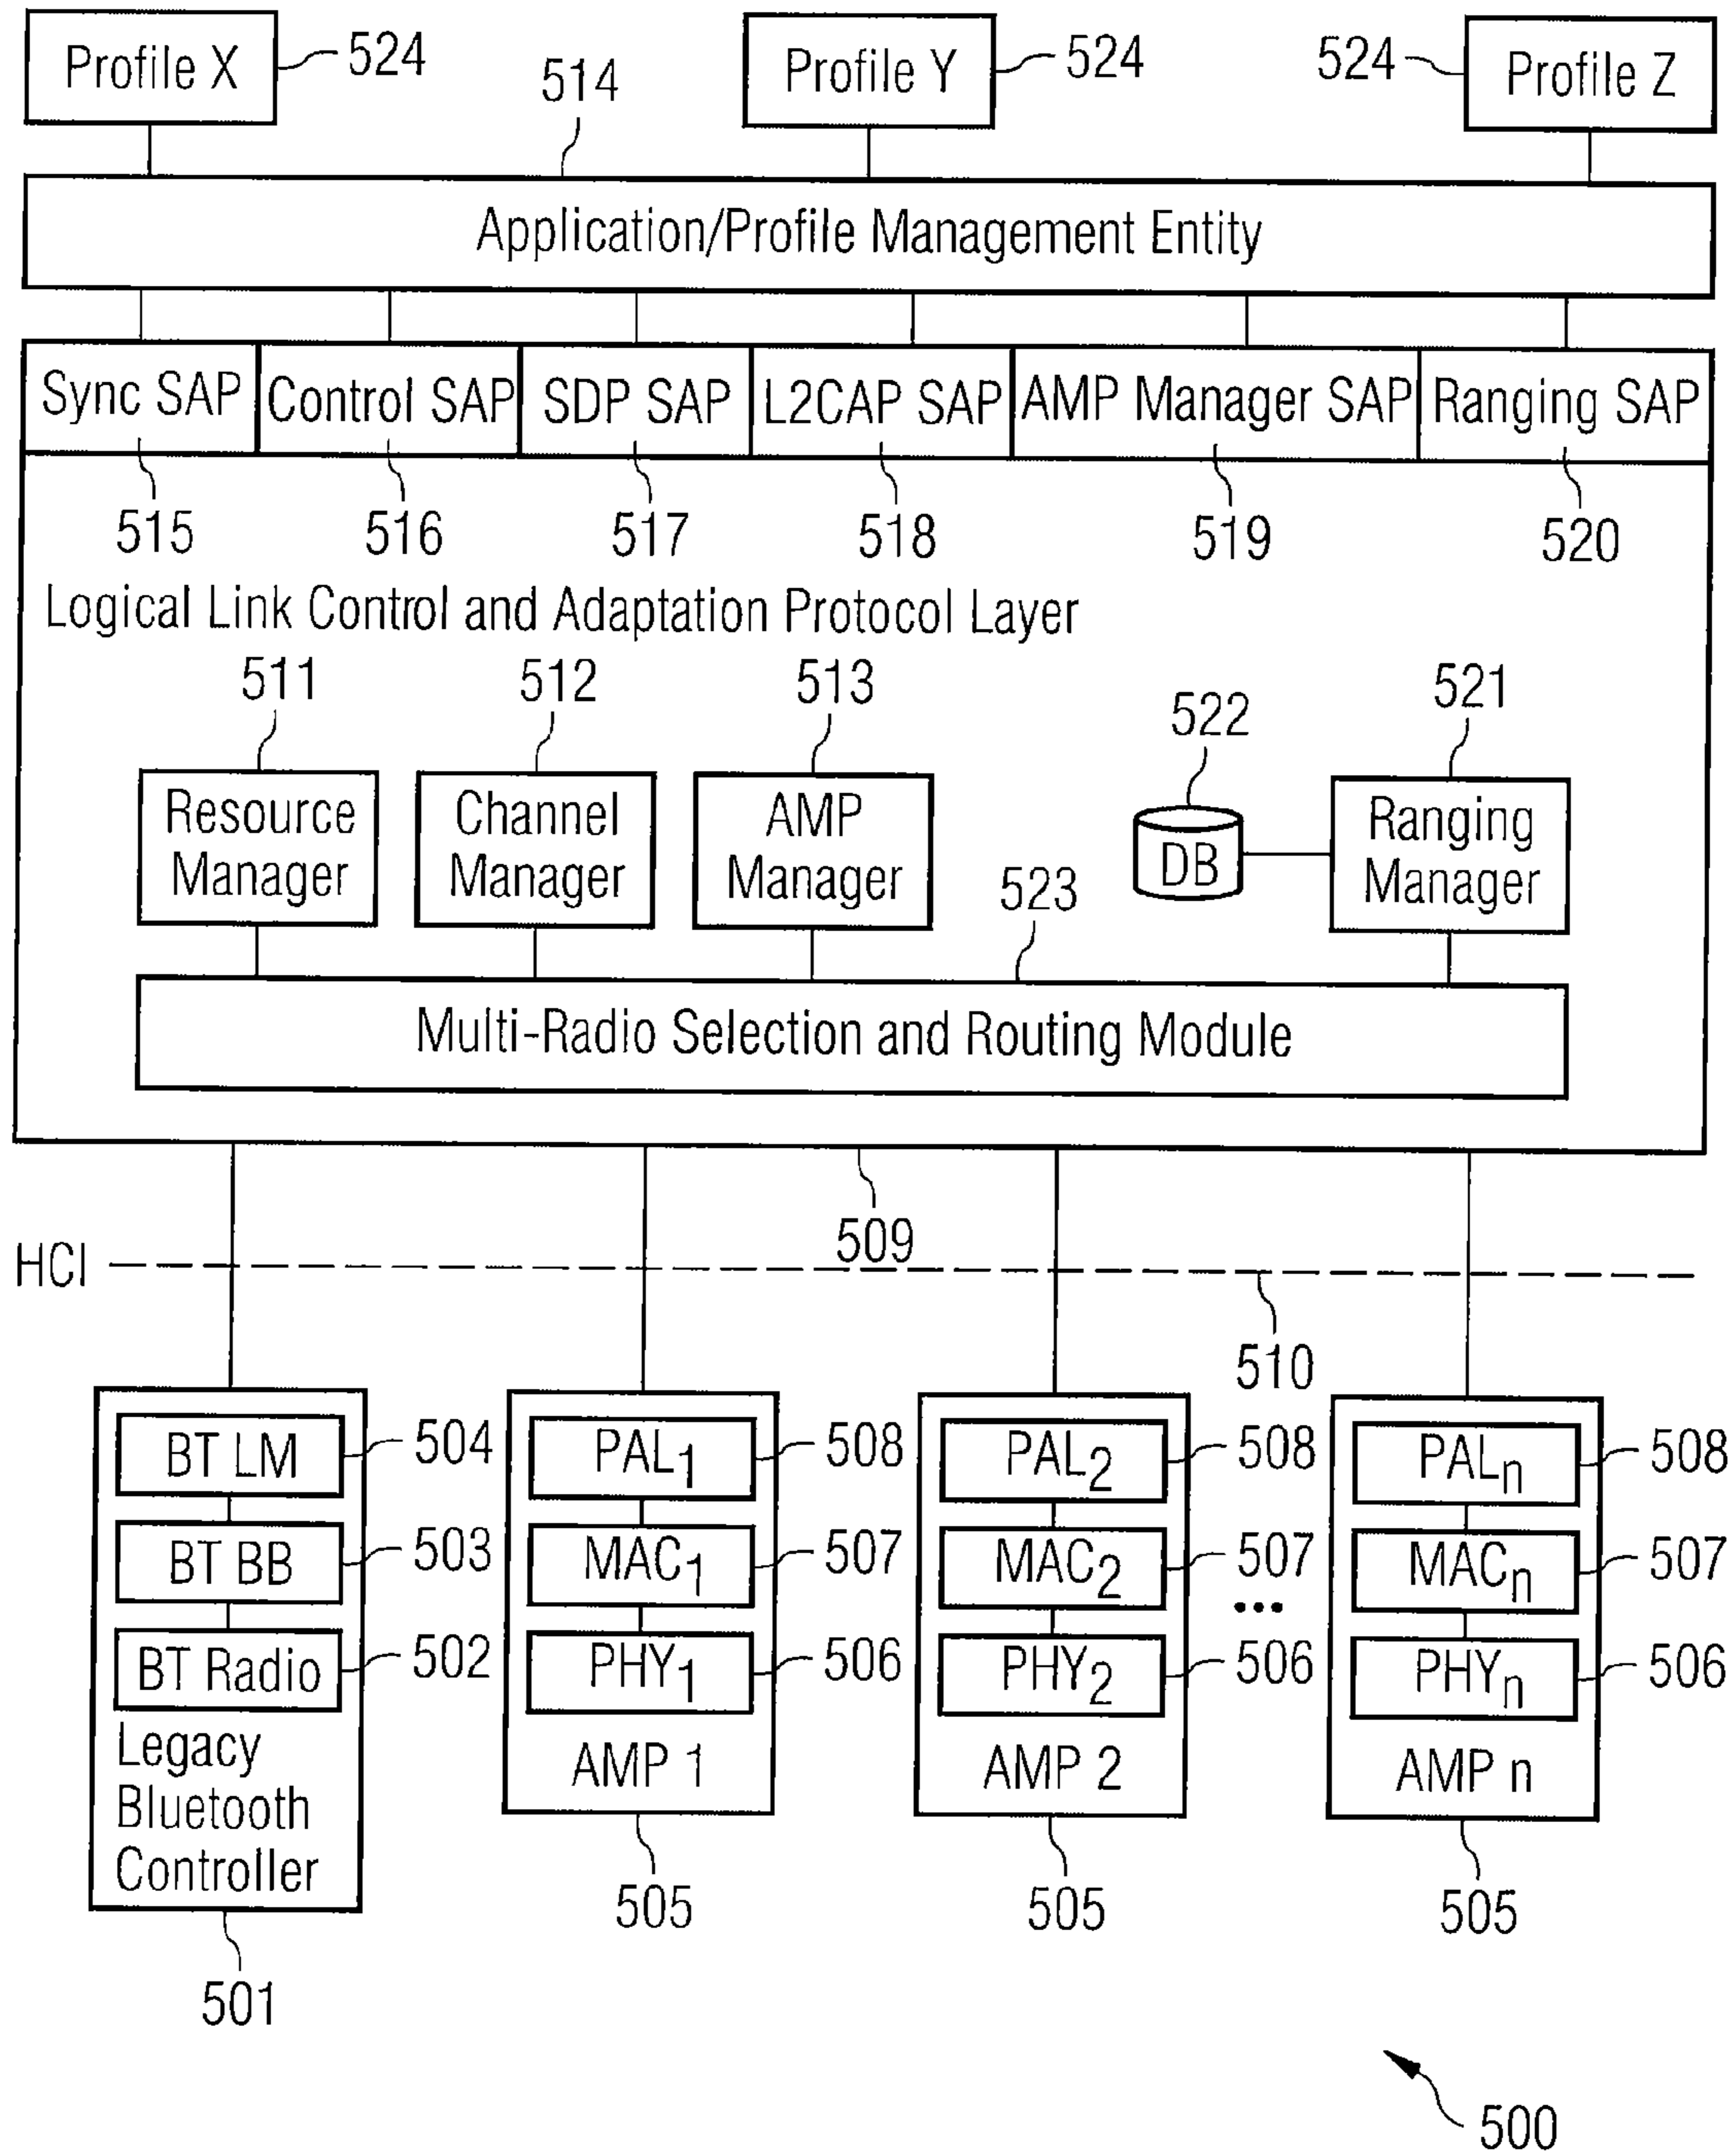 Profile X
524
Profile Y
524
524
Profile Z
514
Application/Profile Management Entity
Sync SAP
Control SAP
SDP SAP
L2CAP SAP
AMP Manager SAP
Ranging SAP
515
516
517
518
519
520
Logical Link Control and Adaptation Protocol Layer
511
512
513
522
521
Resource
Manager
Channel
Manager
AMP
Manager
DB
Ranging
Manager
523
Multi-Radio Selection and Routing Module
509
HCI
510
BT LM
504
PAL1
508
PAL2
508
PALn
508
BT BB
503
MAC1
507
MAC2
507
MACn
507
...
BT Radio
502
PHY1
506
PHY2
506
PHYn
506
Legacy
Bluetooth
Controller
AMP 1
AMP 2
AMP n
501
505
505
505
500